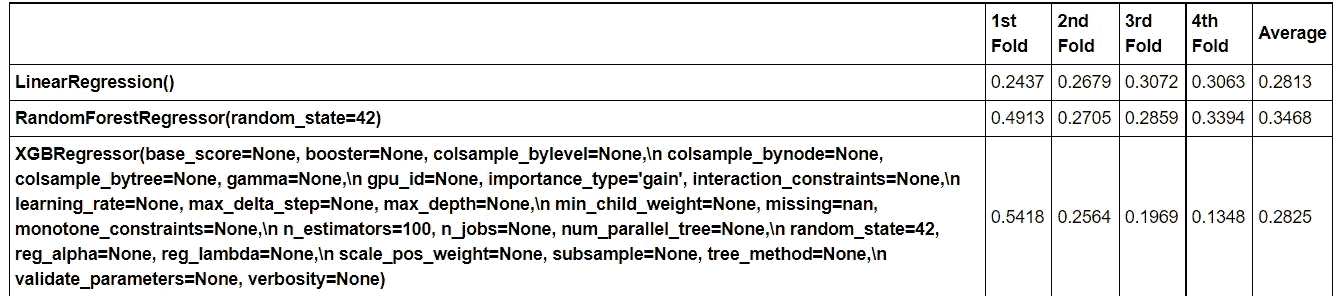 1st Fold 2nd Fold 3rd Fold 4th Fold Average
LinearRegression() 0.2437 0.2679 0.3072 0.3063 0.2813
RandomForestRegressor(random_state=42) 0.4913 0.2705 0.2859 0.3394 0.3468
XGBRegressor(base_score=None, booster=None, colsample_bylevel=None,\n colsample_bynode=None,
colsample_bytree=None, gamma=None,\n gpu_id=None, importance_type='gain', interaction_constraints=None,\n
learning_rate=None, max_delta_step=None, max_depth=None,\n min_child_weight=None, missing=nan,
monotone_constraints=None,\n n_estimators=100, n_jobs=None, num_parallel_tree=None,\n random_state=42,
reg_alpha=None, reg_lambda=None,\n scale_pos_weight=None, subsample=None, tree_method=None,\n
validate_parameters=None, verbosity=None)
0.5418 0.2564 0.1969 0.1348 0.2825